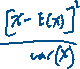 [x - E(x)]²
var(x)